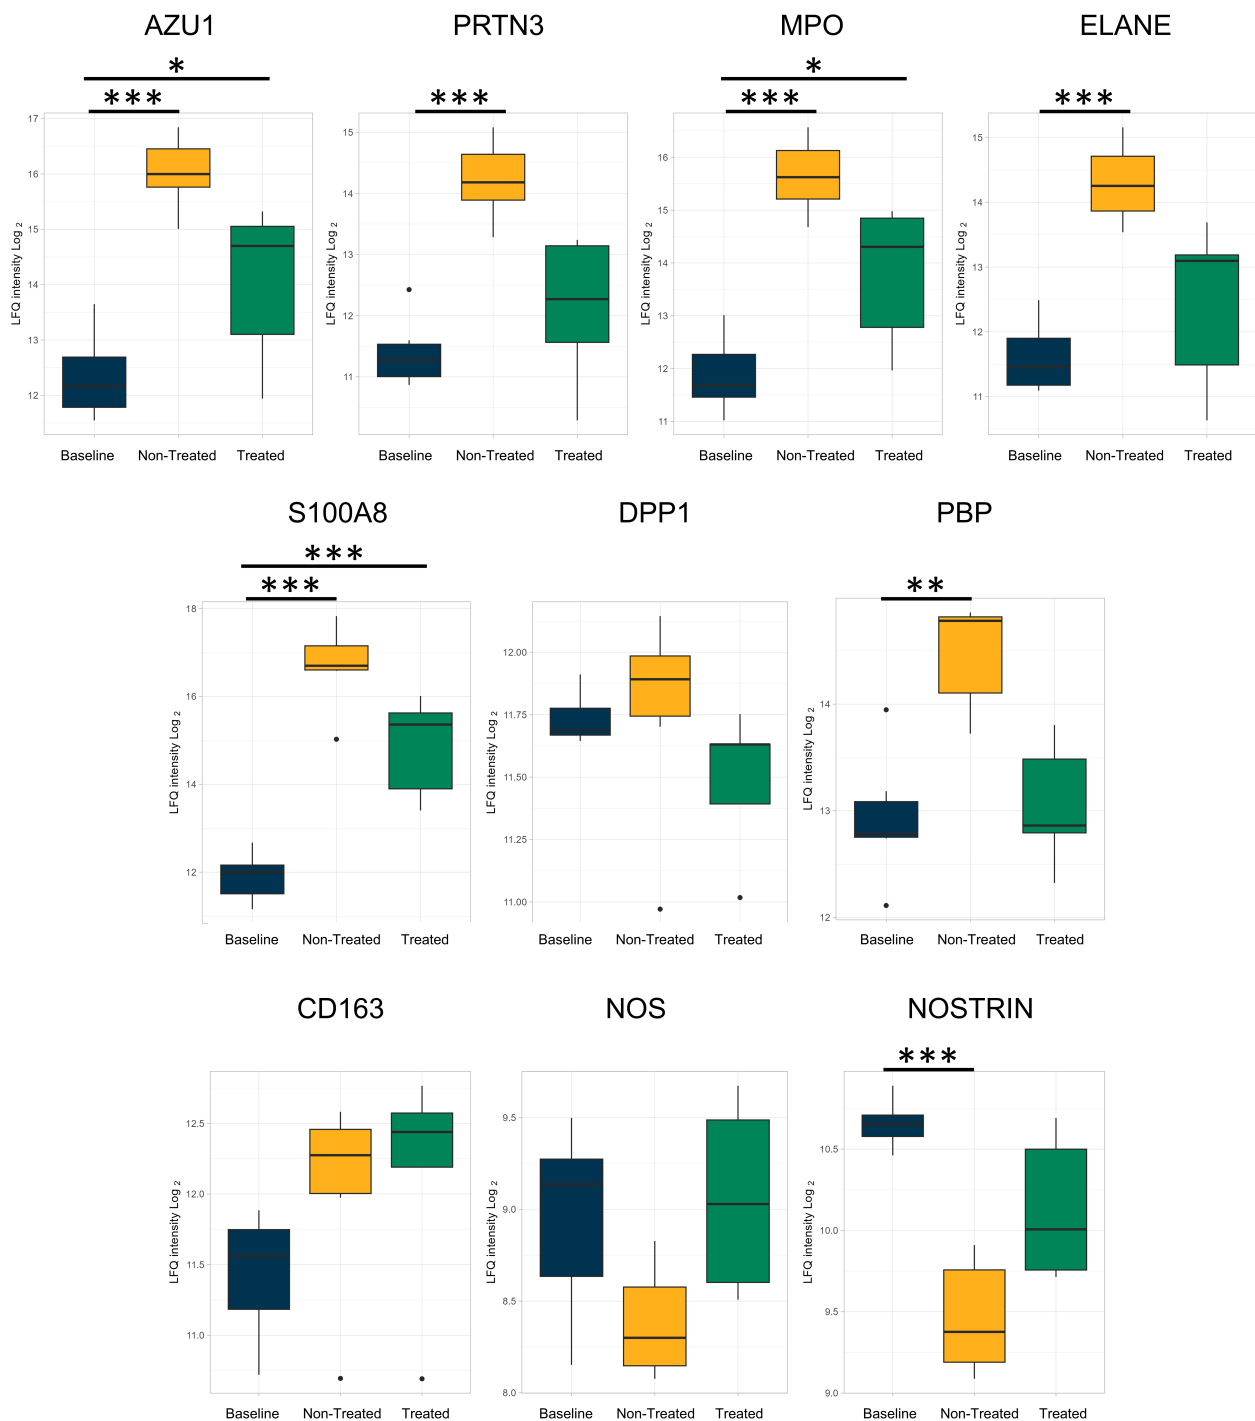 AZU1 PRTN3 MPO ELANE
* *
*** *** *** ***
17
16
15
14
13
12
LFQ intensity Log 2
Baseline Non-Treated Treated
15
14
13
12
11
LFQ intensity Log 2
Baseline Non-Treated Treated
16
15
14
13
12
11
LFQ intensity Log 2
Baseline Non-Treated Treated
15
14
13
12
11
LFQ intensity Log 2
Baseline Non-Treated Treated
S100A8 DPP1 PBP
***
*** **
18
16
14
12
LFQ intensity Log 2
Baseline Non-Treated Treated
12.00
11.75
11.50
11.25
11.00
LFQ intensity Log 2
Baseline Non-Treated Treated
14
13
12
LFQ intensity Log 2
Baseline Non-Treated Treated
CD163 NOS NOSTRIN
***
12.5
12.0
11.5
11.0
LFQ intensity Log 2
Baseline Non-Treated Treated
9.5
9.0
8.5
8.0
LFQ intensity Log 2
Baseline Non-Treated Treated
10.5
10.0
9.5
9.0
LFQ intensity Log 2
Baseline Non-Treated Treated